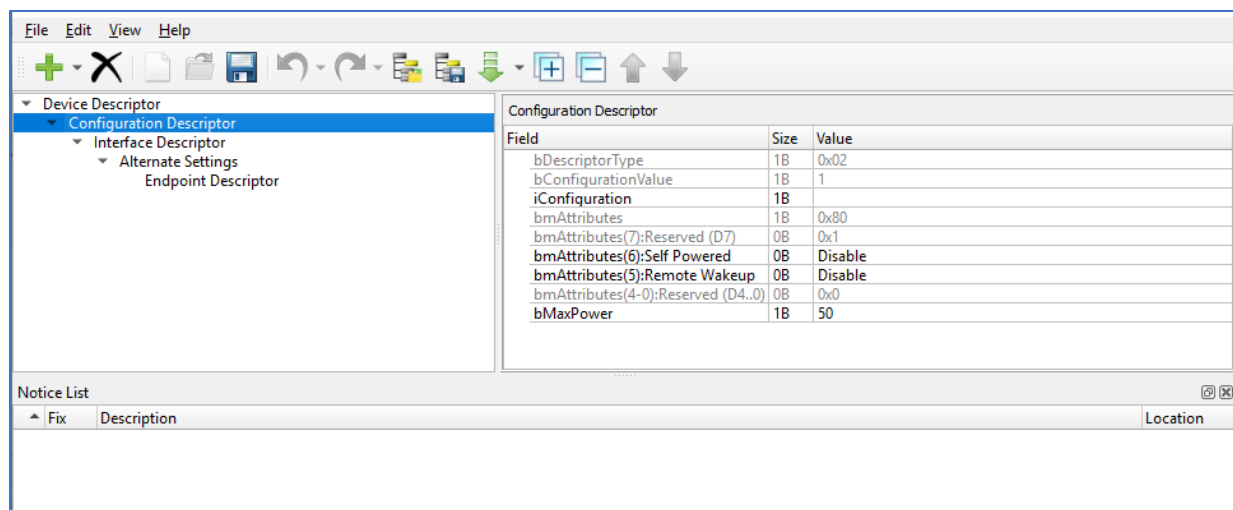 File Edit View Help
Device Descriptor
Configuration Descriptor
Interface Descriptor
Alternate Settings
Endpoint Descriptor
Configuration Descriptor
Field Size Value
bDescriptorType 1B 0x02
bConfigurationValue 1B 1
iConfiguration 1B
bmAttributes 1B 0x80
bmAttributes(7):Reserved (D7) 0B 0x1
bmAttributes(6):Self Powered 0B Disable
bmAttributes(5):Remote Wakeup 0B Disable
bmAttributes(4-0):Reserved (D4..0) 0B 0x0
bMaxPower 1B 50
Notice List
Fix Description Location